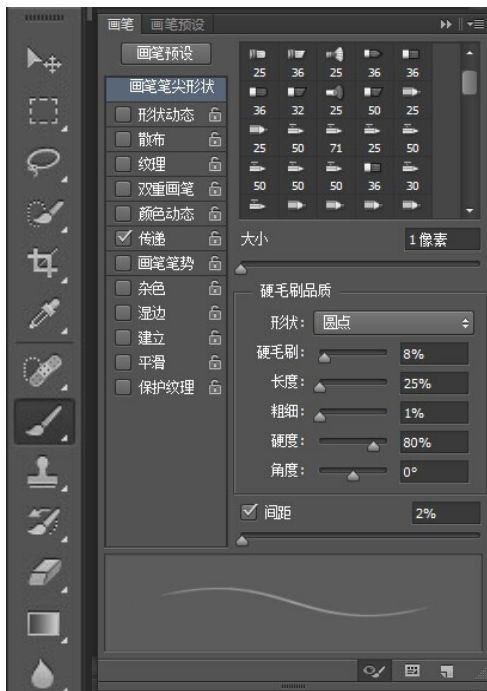 画笔 画笔预设
画笔预设
画笔笔尖形状
形状动态
散布
纹理
双重画笔
颜色动态
传递
画笔笔势
杂色
湿边
建立
平滑
保护纹理
25 36 25 36 36
36 32 25 50 25
25 50 71 25 50
50 50 50 36 30
大小 1像素
硬毛刷品质
形状: 圆点
硬毛刷: 8%
长度: 25%
粗细: 1%
硬度: 80%
角度: 0°
间距 2%